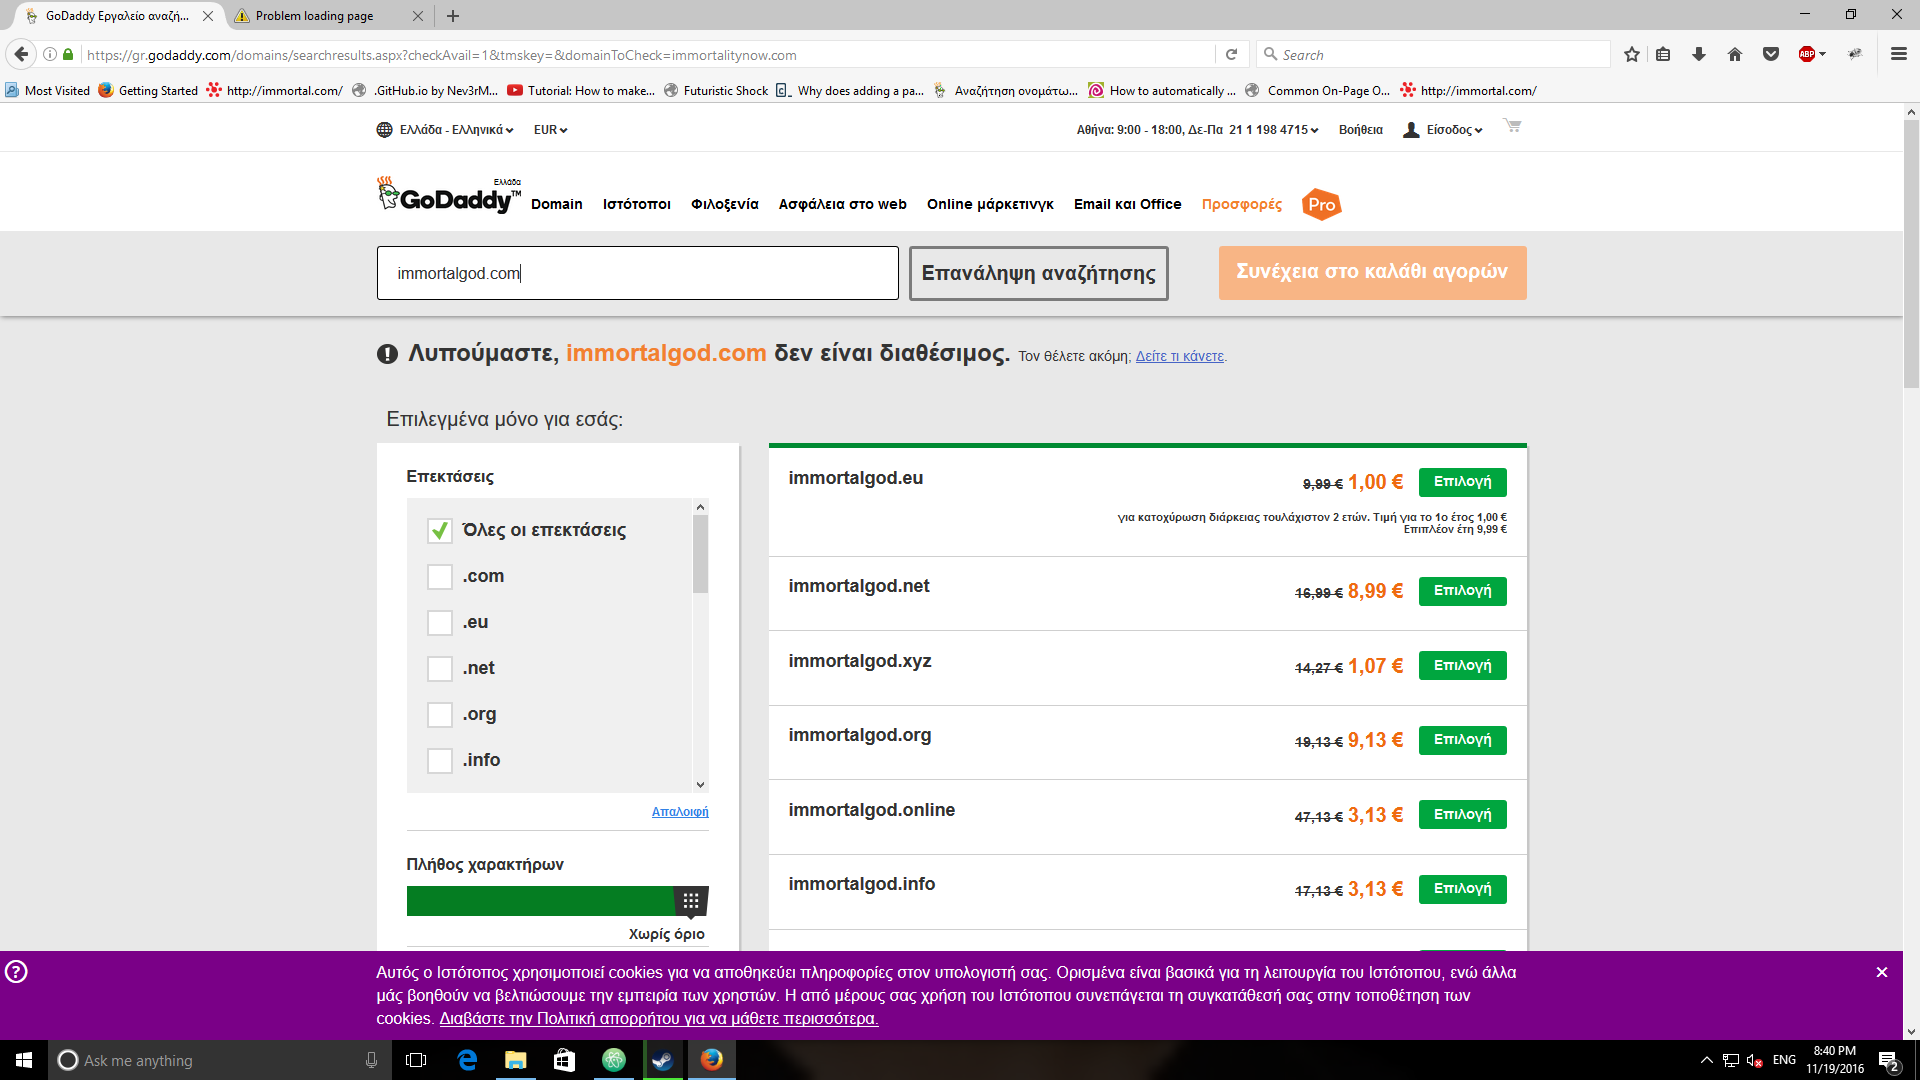 GoDaddy Εργαλείο αναζή...
Problem loading page
https://gr.godaddy.com/domains/searchresults.aspx?checkAvail=1&tmskey=&domainToCheck=immortalitynow.com
Search
ABP
Most Visited
Getting Started
http://immortal.com/
.GitHub.io by Nev3rM...
Tutorial: How to make...
Futuristic Shock
Why does adding a pa...
Αναζήτηση ονομάτω...
How to automatically ...
Common On-Page O...
http://immortal.com/
Ελλάδα - Ελληνικά
EUR
Αθήνα: 9:00 - 18:00, Δε-Πα 21 1 198 4715
Βοήθεια
Είσοδος
Ελλάδα
GoDaddy™
Domain
Ιστότοποι
Φιλοξενία
Ασφάλεια στο web
Online μάρκετινγκ
Email και Office
Προσφορές
Pro
immortalgod.com
Επανάληψη αναζήτησης
Συνέχεια στο καλάθι αγορών
Λυπούμαστε, immortalgod.com δεν είναι διαθέσιμος. Τον θέλετε ακόμη; Δείτε τι κάνετε.
Επιλεγμένα μόνο για εσάς:
Επεκτάσεις
Όλες οι επεκτάσεις
.com
.eu
.net
.org
.info
Απαλοιφή
Πλήθος χαρακτήρων
Χωρίς όριο
immortalgod.eu
9,99 € 1,00 €
Επιλογή
για κατοχύρωση διάρκειας τουλάχιστον 2 ετών. Τιμή για το 1ο έτος 1,00 €
Επιπλέον έτη 9,99 €
immortalgod.net
16,99 € 8,99 €
Επιλογή
immortalgod.xyz
14,27 € 1,07 €
Επιλογή
immortalgod.org
19,13 € 9,13 €
Επιλογή
immortalgod.online
47,13 € 3,13 €
Επιλογή
immortalgod.info
17,13 € 3,13 €
Επιλογή
Αυτός ο Ιστότοπος χρησιμοποιεί cookies για να αποθηκεύει πληροφορίες στον υπολογιστή σας. Ορισμένα είναι βασικά για τη λειτουργία του Ιστότοπου, ενώ άλλα
μάς βοηθούν να βελτιώσουμε την εμπειρία των χρηστών. Η από μέρους σας χρήση του Ιστότοπου συνεπάγεται τη συγκατάθεσή σας στην τοποθέτηση των
cookies. Διαβάστε την Πολιτική απορρήτου για να μάθετε περισσότερα.
Ask me anything
ENG
8:40 PM
11/19/2016
2